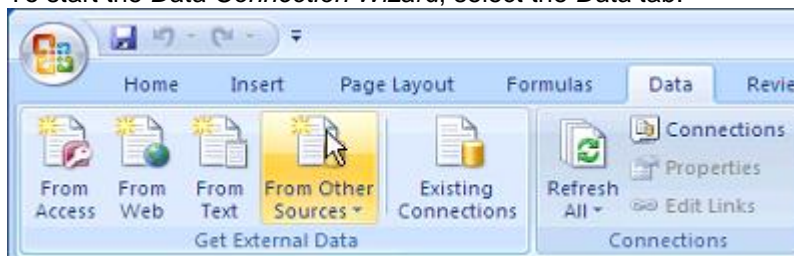 To start the Data Connection Wizard, select the Data tab.
Home Insert Page Layout Formulas Data Revie
Connections
Properties
Edit Links
From Access
From Web
From Text
From Other Sources
Existing Connections
Refresh All
Get External Data
Connections